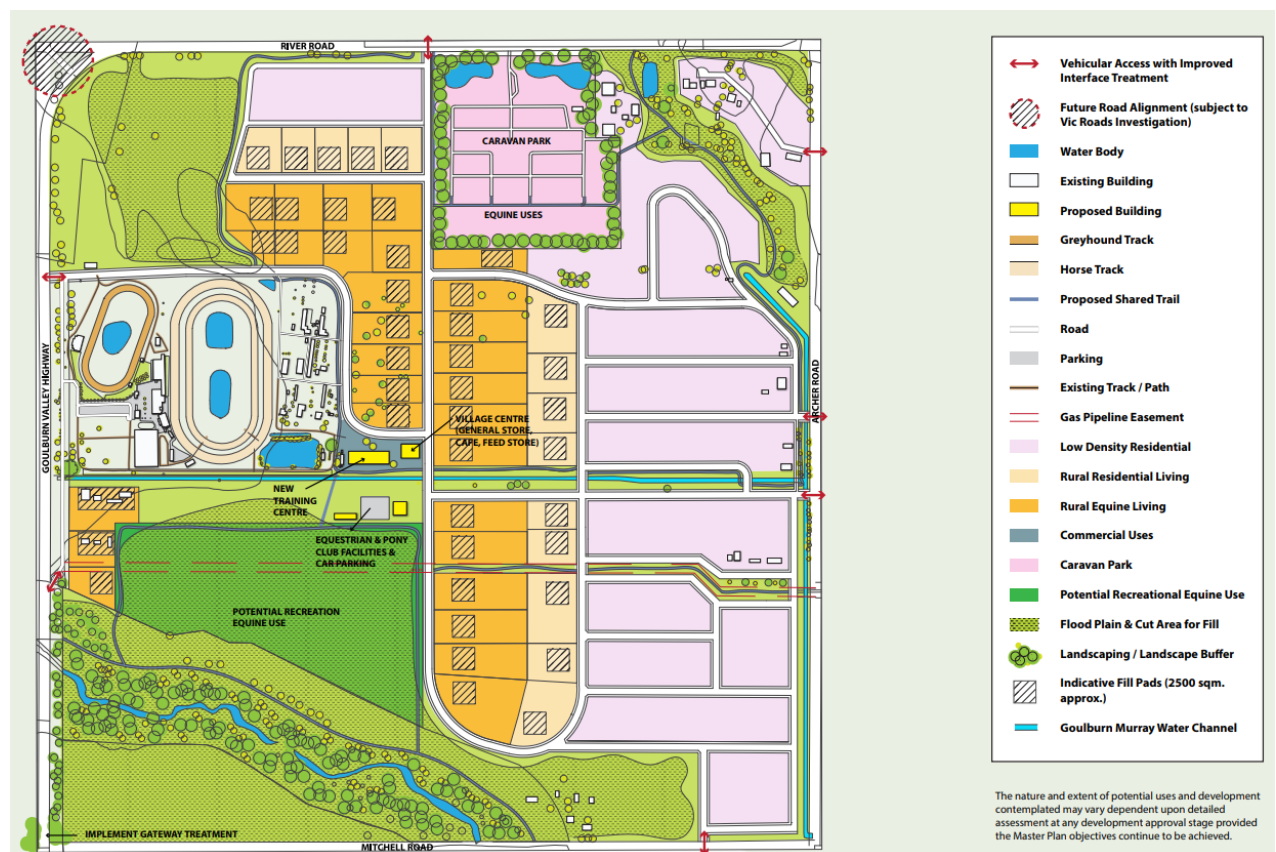 RIVER ROAD
CARAVAN PARK
EQUINE USES
GOULBURN VALLEY HIGHWAY
ARCHER ROAD
VILLAGE CENTRE
(GENERAL STORE,
CAFE, FEED STORE)
NEW
TRAINING
CENTRE
EQUESTRIAN & PONY
CLUB FACILITIES &
CAR PARKING
POTENTIAL RECREATION
EQUINE USE
IMPLEMENT GATEWAY TREATMENT
MITCHELL ROAD
Vehicular Access with Improved
Interface Treatment
Future Road Alignment (subject to
Vic Roads Investigation)
Water Body
Existing Building
Proposed Building
Greyhound Track
Horse Track
Proposed Shared Trail
Road
Parking
Existing Track / Path
Gas Pipeline Easement
Low Density Residential
Rural Residential Living
Rural Equine Living
Commercial Uses
Caravan Park
Potential Recreational Equine Use
Flood Plain & Cut Area for Fill
Landscaping / Landscape Buffer
Indicative Fill Pads (2500 sqm.
approx.)
Goulburn Murray Water Channel
The nature and extent of potential uses and development
contemplated may vary dependent upon detailed
assessment at any development approval stage provided
the Master Plan objectives continue to be achieved.